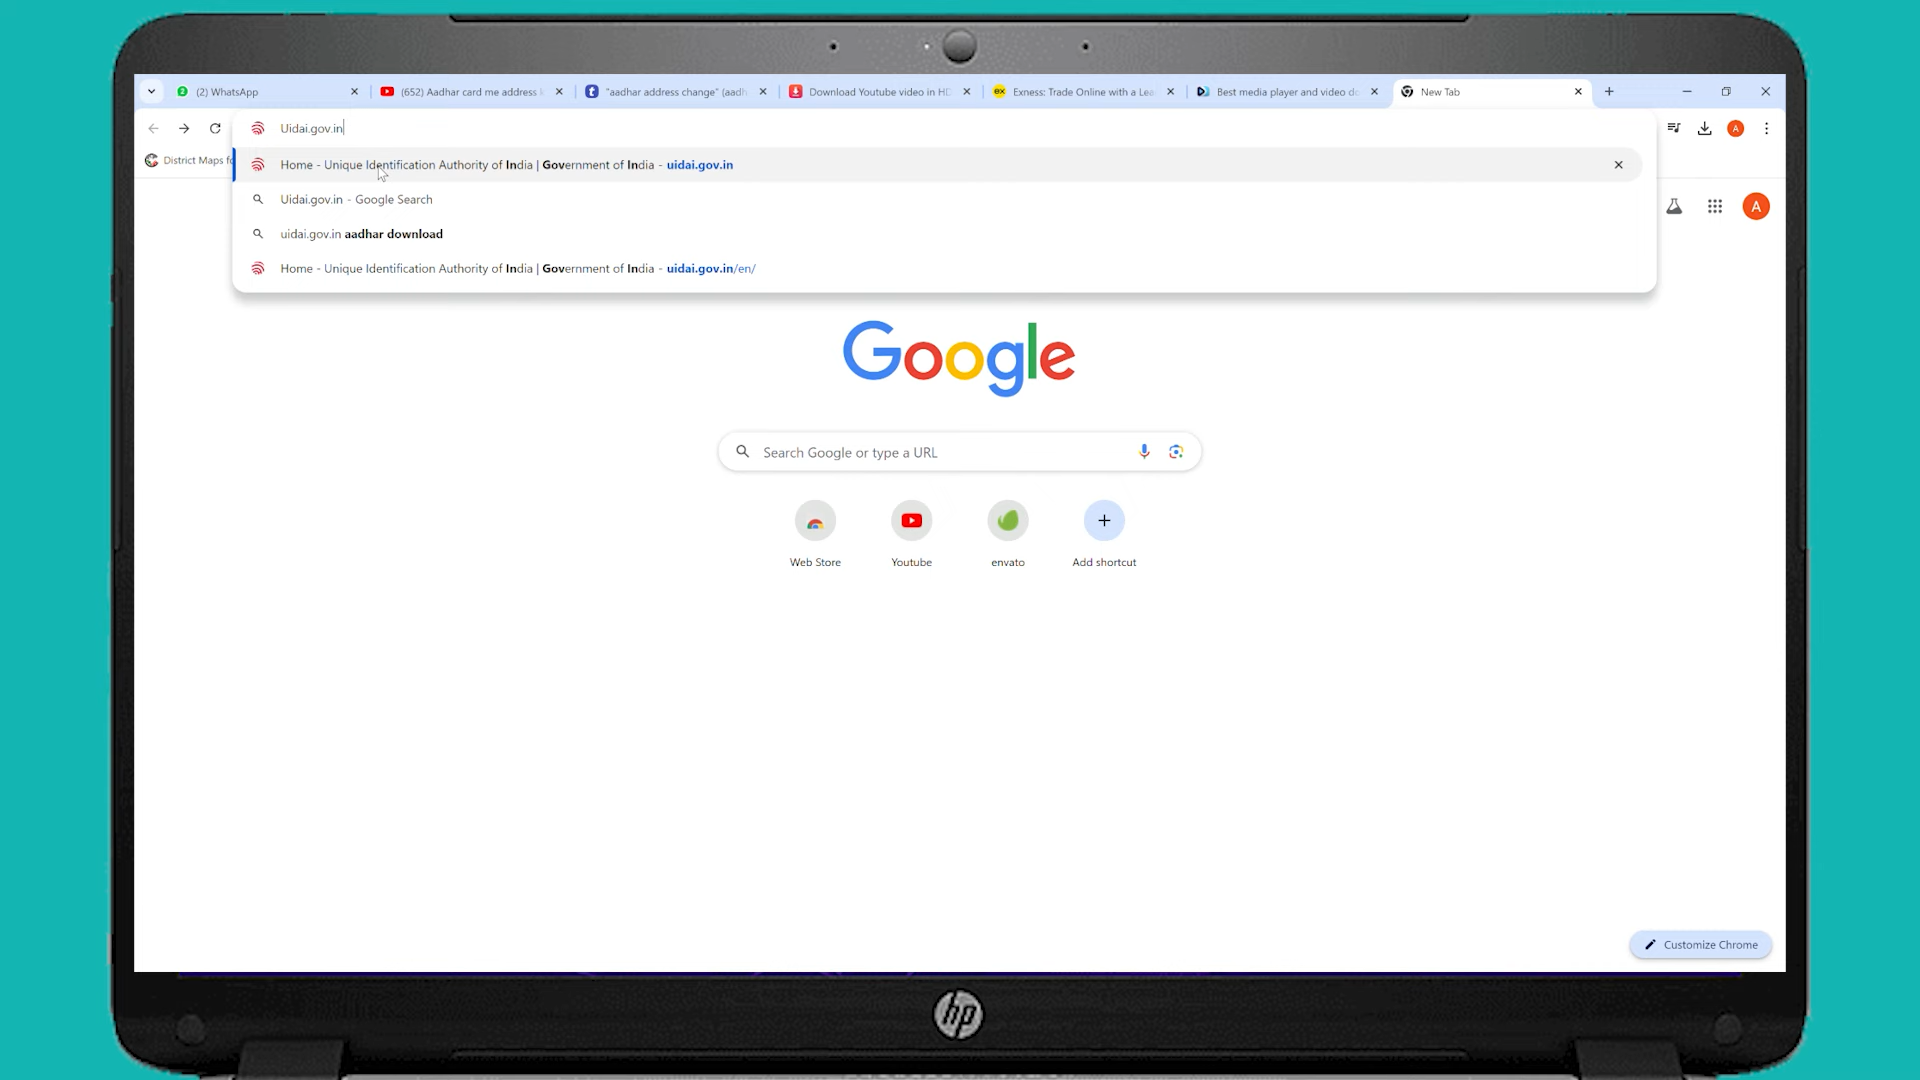 (2) WhatsApp
(652) Aadhar card me address
"aadhar address change" (aadh
Download Youtube video in HD
Exness: Trade Online with a Lea
Best media player and video do
New Tab
Uidai.gov.in
A
District Maps fo
Home - Unique Identification Authority of India | Government of India - uidai.gov.in
Uidai.gov.in - Google Search
A
uidai.gov.in aadhar download
Home - Unique Identification Authority of India | Government of India - uidai.gov.in/en/
Google
Search Google or type a URL
Web Store
Youtube
envato
Add shortcut
Customize Chrome
hp